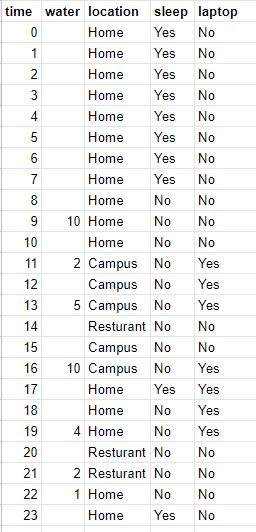 time water location sleep laptop
0 Home Yes No
1 Home Yes No
2 Home Yes No
3 Home Yes No
4 Home Yes No
5 Home Yes No
6 Home Yes No
7 Home Yes No
8 Home No No
9 10 Home No No
10 Home No No
11 2 Campus No Yes
12 Campus No Yes
13 5 Campus No Yes
14 Resturant No No
15 Campus No No
16 10 Campus No Yes
17 Home Yes Yes
18 Home No Yes
19 4 Home No Yes
20 Resturant No No
21 2 Resturant No No
22 1 Home No No
23 Home Yes No